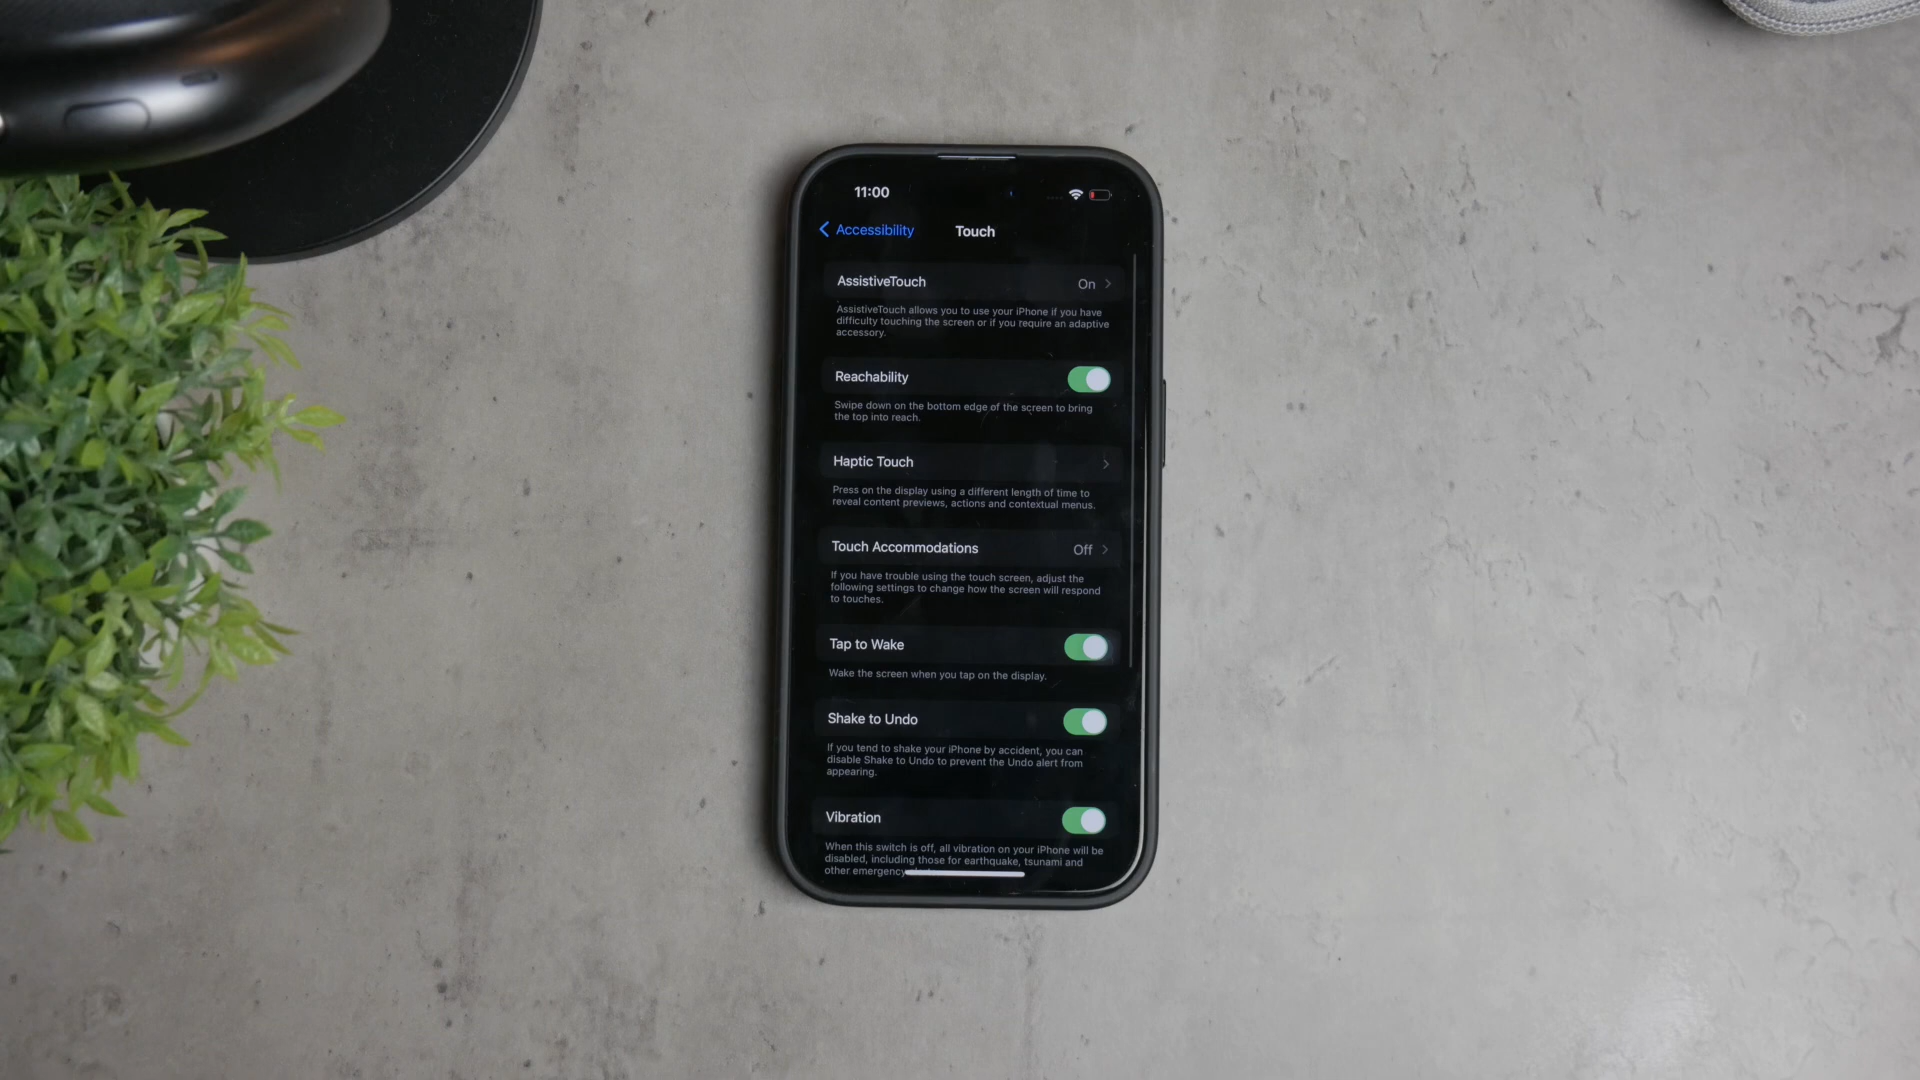 11:00
Accessibility
Touch
AssistiveTouch
On
AssistiveTouch allows you to use your iPhone if you have
difficulty touching the screen or if you require an adaptive
accessory.
Reachability
Swipe down on the bottom edge of the screen to bring
the top into reach.
Haptic Touch
Press on the display using a different length of time to
reveal content previews, actions and contextual menus.
Touch Accommodations
Off
If you have trouble using the touch screen, adjust the
following settings to change how the screen will respond
to touches.
Tap to Wake
Wake the screen when you tap on the display.
Shake to Undo
If you tend to shake your iPhone by accident, you can
disable Shake to Undo to prevent the Undo alert from
appearing.
Vibration
When this switch is off, all vibration on your iPhone will be
disabled, including those for earthquake, tsunami and
other emergency